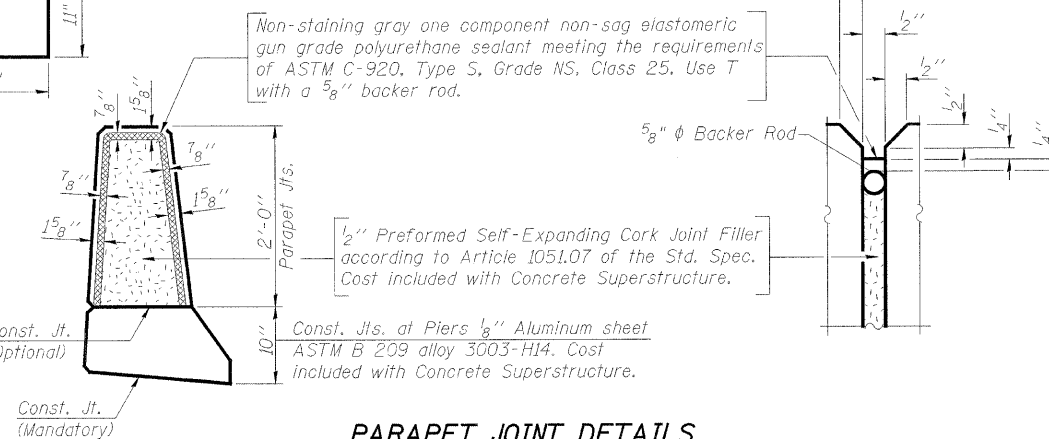 11"
Non-staining gray one component non-sag elastomeric
gun grade polyurethane sealant meeting the requirements
of ASTM C-920, Type S, Grade NS, Class 25. Use T
with a 5/8" backer rod.
1/2"
1/2"
1/2"
1/4"
1/4"
5/8" φ Backer Rod
7/8"
1 5/8"
7/8"
7/8"
1 5/8"
1 5/8"
2'-0"
Parapet Jts.
1/2" Preformed Self-Expanding Cork Joint Filler
according to Article 1051.07 of the Std. Spec.
Cost included with Concrete Superstructure.
onst. Jt.
ptional)
10"
Const. Jts. at Piers 1/8" Aluminum sheet
ASTM B 209 alloy 3003-H14. Cost
included with Concrete Superstructure.
Const. Jt.
(Mandatory)
PARAPET JOINT DETAILS